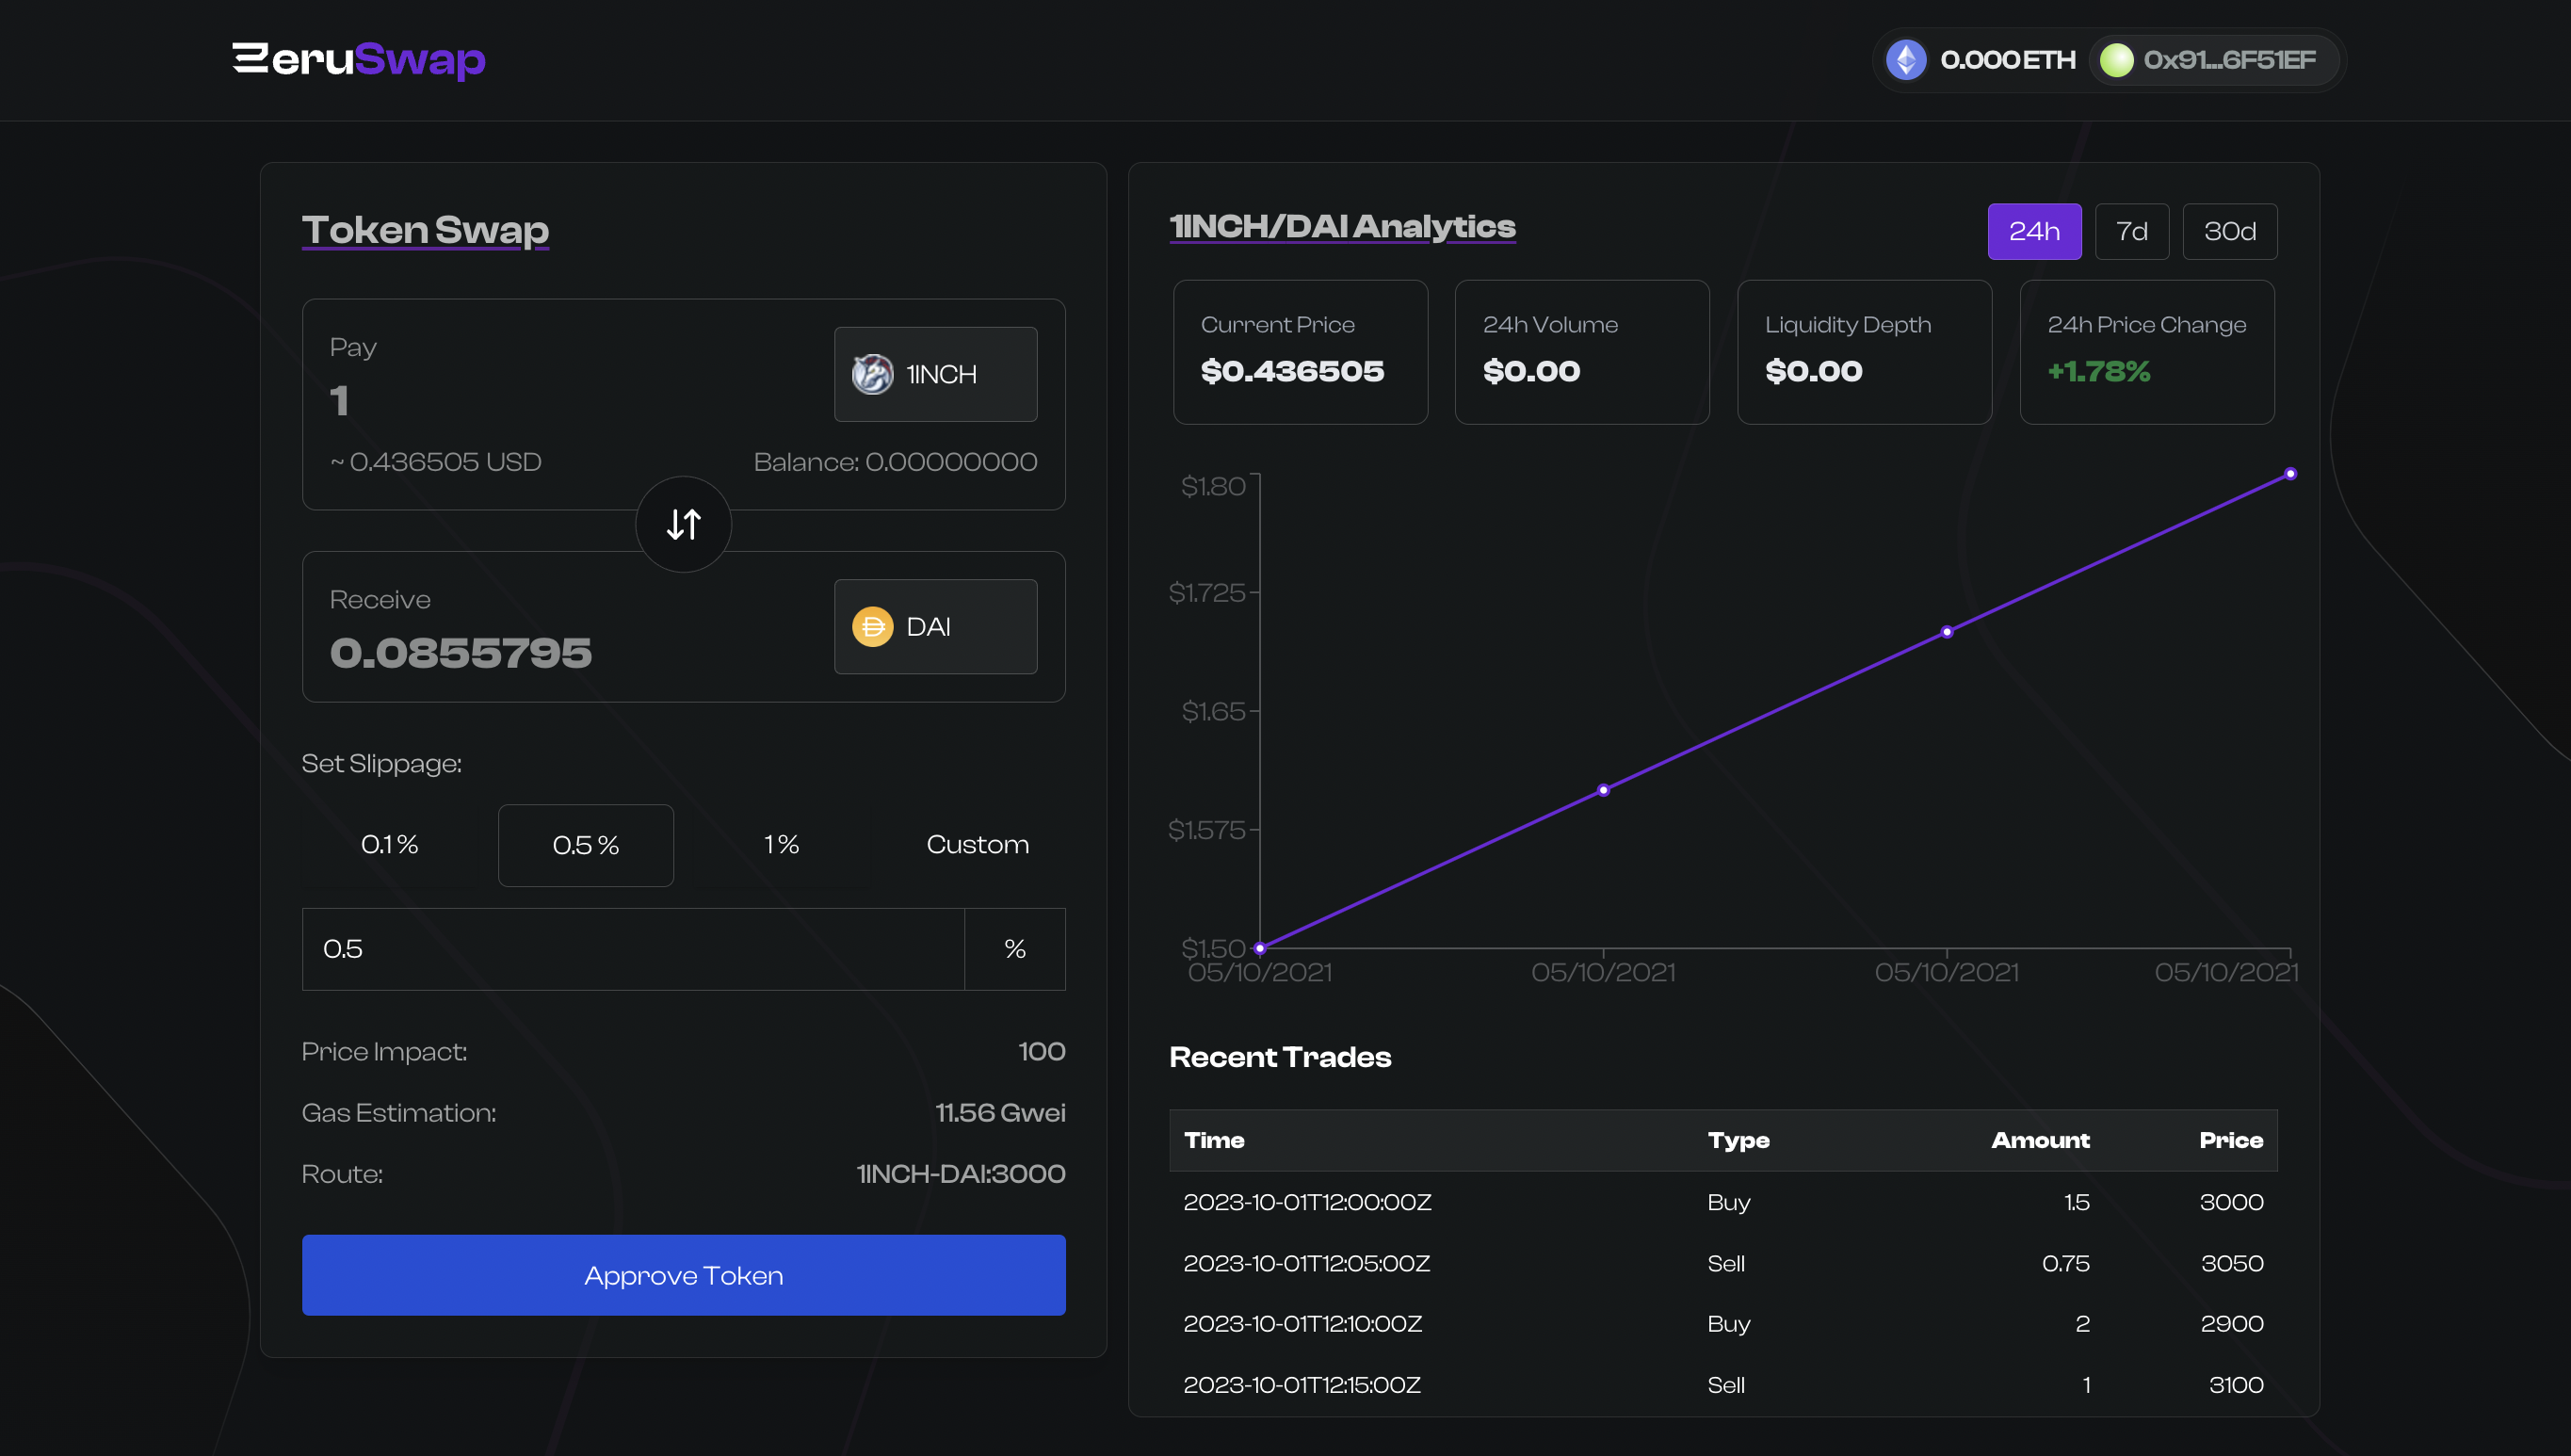 ZeruSwap
0.000 ETH
0x91...6F51EF
Token Swap
Pay
1
1INCH
~ 0.436505 USD
Balance: 0.00000000
Receive
0.0855795
DAI
Set Slippage:
0.1 %
0.5 %
1 %
Custom
0.5
%
Price Impact:
100
Gas Estimation:
11.56 Gwei
Route:
1INCH-DAI:3000
Approve Token
1INCH/DAI Analytics
24h
7d
30d
Current Price
$0.436505
24h Volume
$0.00
Liquidity Depth
$0.00
24h Price Change
+1.78%
$1.80
$1.725
$1.65
$1.575
$1.50
05/10/2021
05/10/2021
05/10/2021
05/10/2021
Recent Trades
Time Type Amount Price
2023-10-01T12:00:00Z Buy 1.5 3000
2023-10-01T12:05:00Z Sell 0.75 3050
2023-10-01T12:10:00Z Buy 2 2900
2023-10-01T12:15:00Z Sell 1 3100